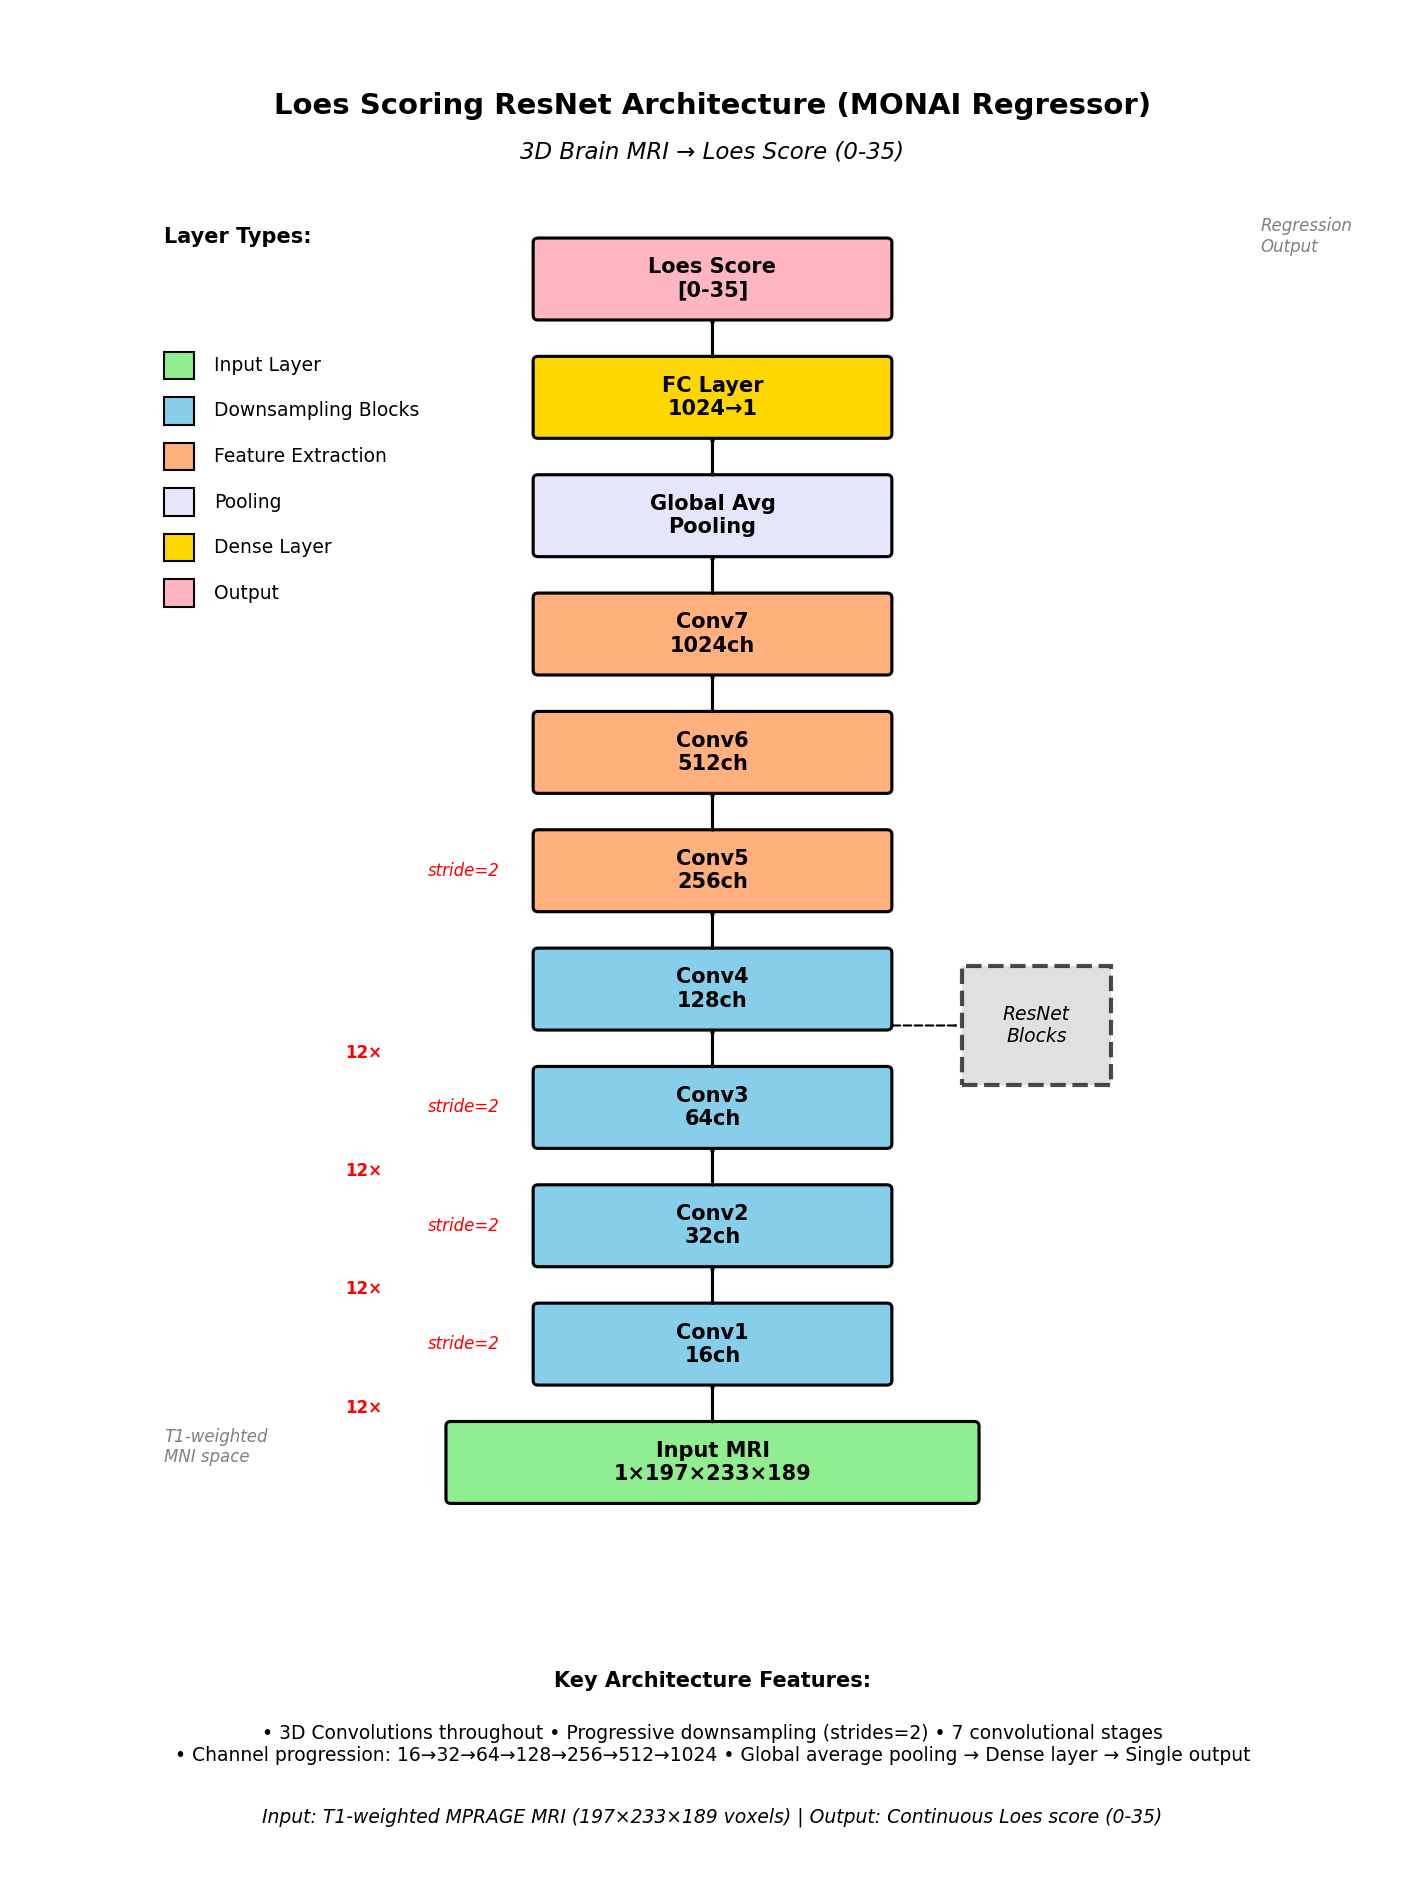 Loes Scoring ResNet Architecture (MONAI Regressor)
3D Brain MRI → Loes Score (0-35)
Layer Types:
Input Layer
Downsampling Blocks
Feature Extraction
Pooling
Dense Layer
Output
Regression
Output
Loes Score
[0-35]
FC Layer
1024→1
Global Avg
Pooling
Conv7
1024ch
Conv6
512ch
stride=2
Conv5
256ch
Conv4
128ch
ResNet
Blocks
12×
stride=2
Conv3
64ch
12×
stride=2
Conv2
32ch
12×
stride=2
Conv1
16ch
12×
T1-weighted
MNI space
Input MRI
1×197×233×189
Key Architecture Features:
• 3D Convolutions throughout • Progressive downsampling (strides=2) • 7 convolutional stages
• Channel progression: 16→32→64→128→256→512→1024 • Global average pooling → Dense layer → Single output
Input: T1-weighted MPRAGE MRI (197×233×189 voxels) | Output: Continuous Loes score (0-35)